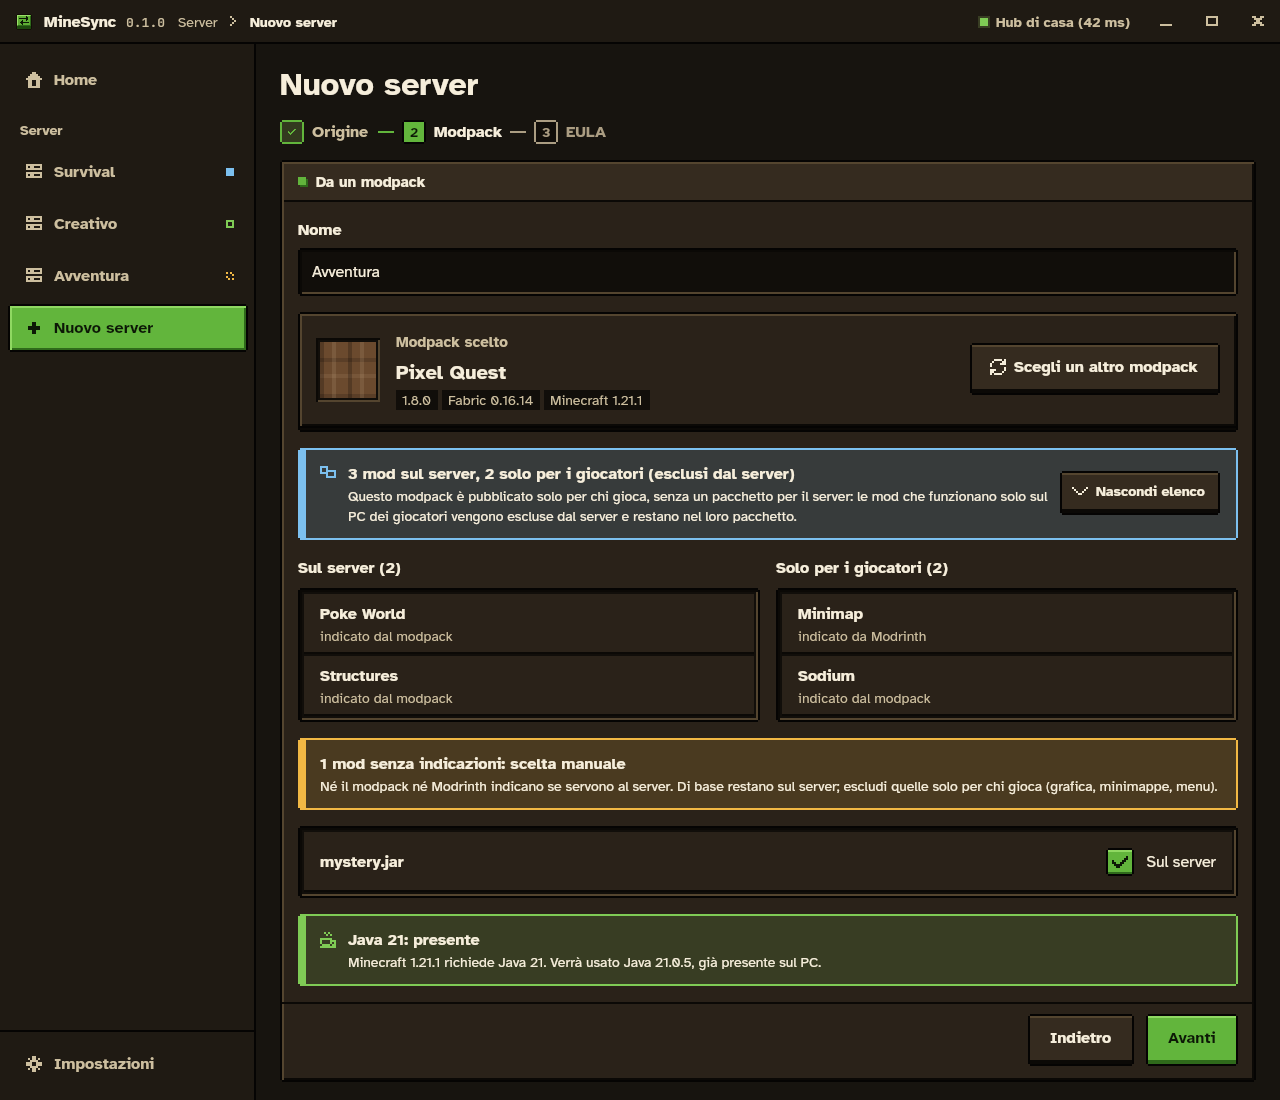 MineSync 0.1.0 Server Nuovo server
Hub di casa (42 ms)
Home
Server
Survival
Creativo
Avventura
Nuovo server
Impostazioni
Nuovo server
Origine 2 Modpack 3 EULA
Da un modpack
Nome
Avventura
Modpack scelto
Pixel Quest
1.8.0 Fabric 0.16.14 Minecraft 1.21.1
Scegli un altro modpack
3 mod sul server, 2 solo per i giocatori (esclusi dal server)
Questo modpack è pubblicato solo per chi gioca, senza un pacchetto per il server: le mod che funzionano solo sul
PC dei giocatori vengono escluse dal server e restano nel loro pacchetto.
Nascondi elenco
Sul server (2)
Poke World
indicato dal modpack
Structures
indicato dal modpack
Solo per i giocatori (2)
Minimap
indicato da Modrinth
Sodium
indicato dal modpack
1 mod senza indicazioni: scelta manuale
Né il modpack né Modrinth indicano se servono al server. Di base restano sul server; escludi quelle solo per chi gioca (grafica, minimappe, menu).
mystery.jar
Sul server
Java 21: presente
Minecraft 1.21.1 richiede Java 21. Verrà usato Java 21.0.5, già presente sul PC.
Indietro
Avanti